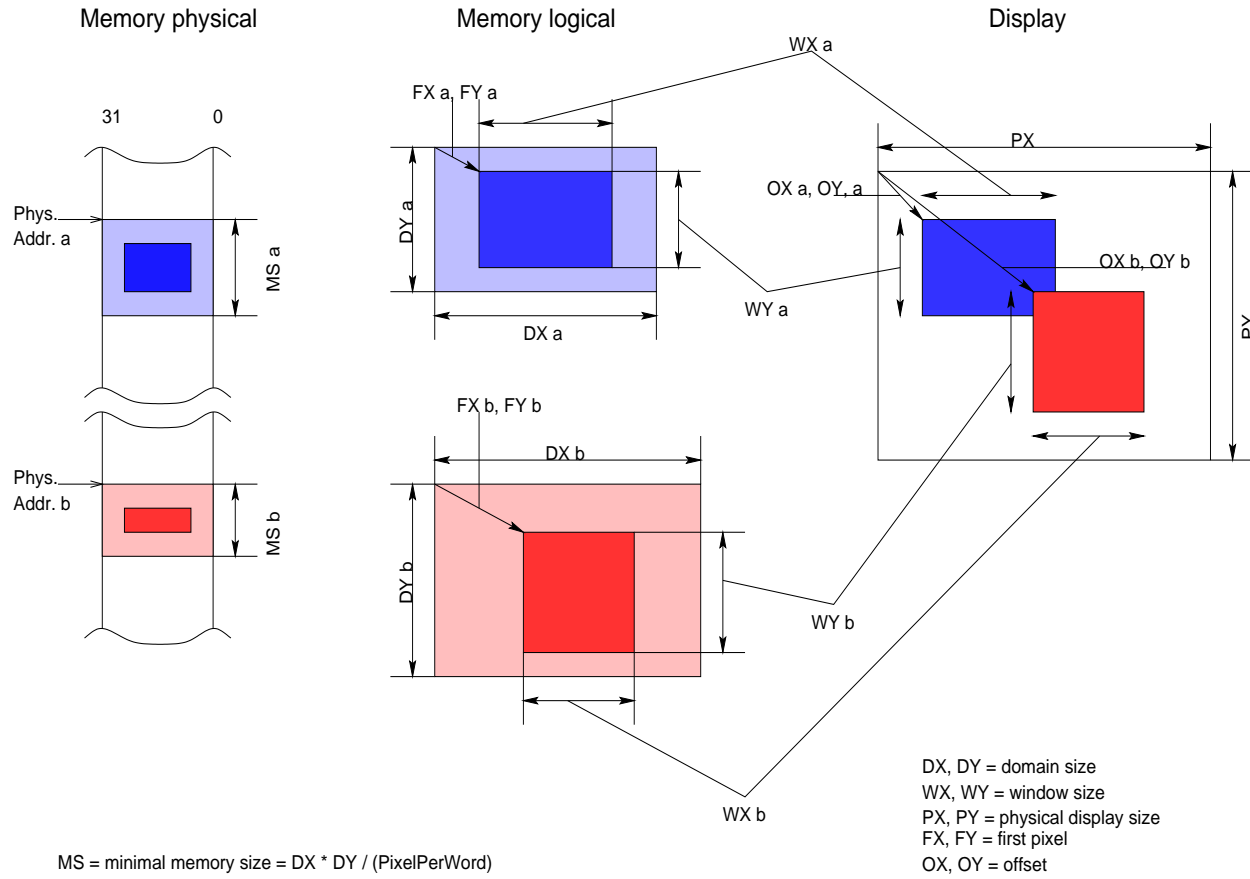 Memory physical
Memory logical
Display
WX a
FX a, FY a
31
0
PX
OX a, OY, a
Phys.
Addr. a
MS a
DY a
OX b, OY b
WY a
DX a
PY
FX b, FY b
DX b
Phys.
Addr. b
MS b
DY b
WY b
WX b
DX, DY = domain size
WX, WY = window size
PX, PY = physical display size
FX, FY = first pixel
OX, OY = offset
MS = minimal memory size = DX * DY / (PixelPerWord)